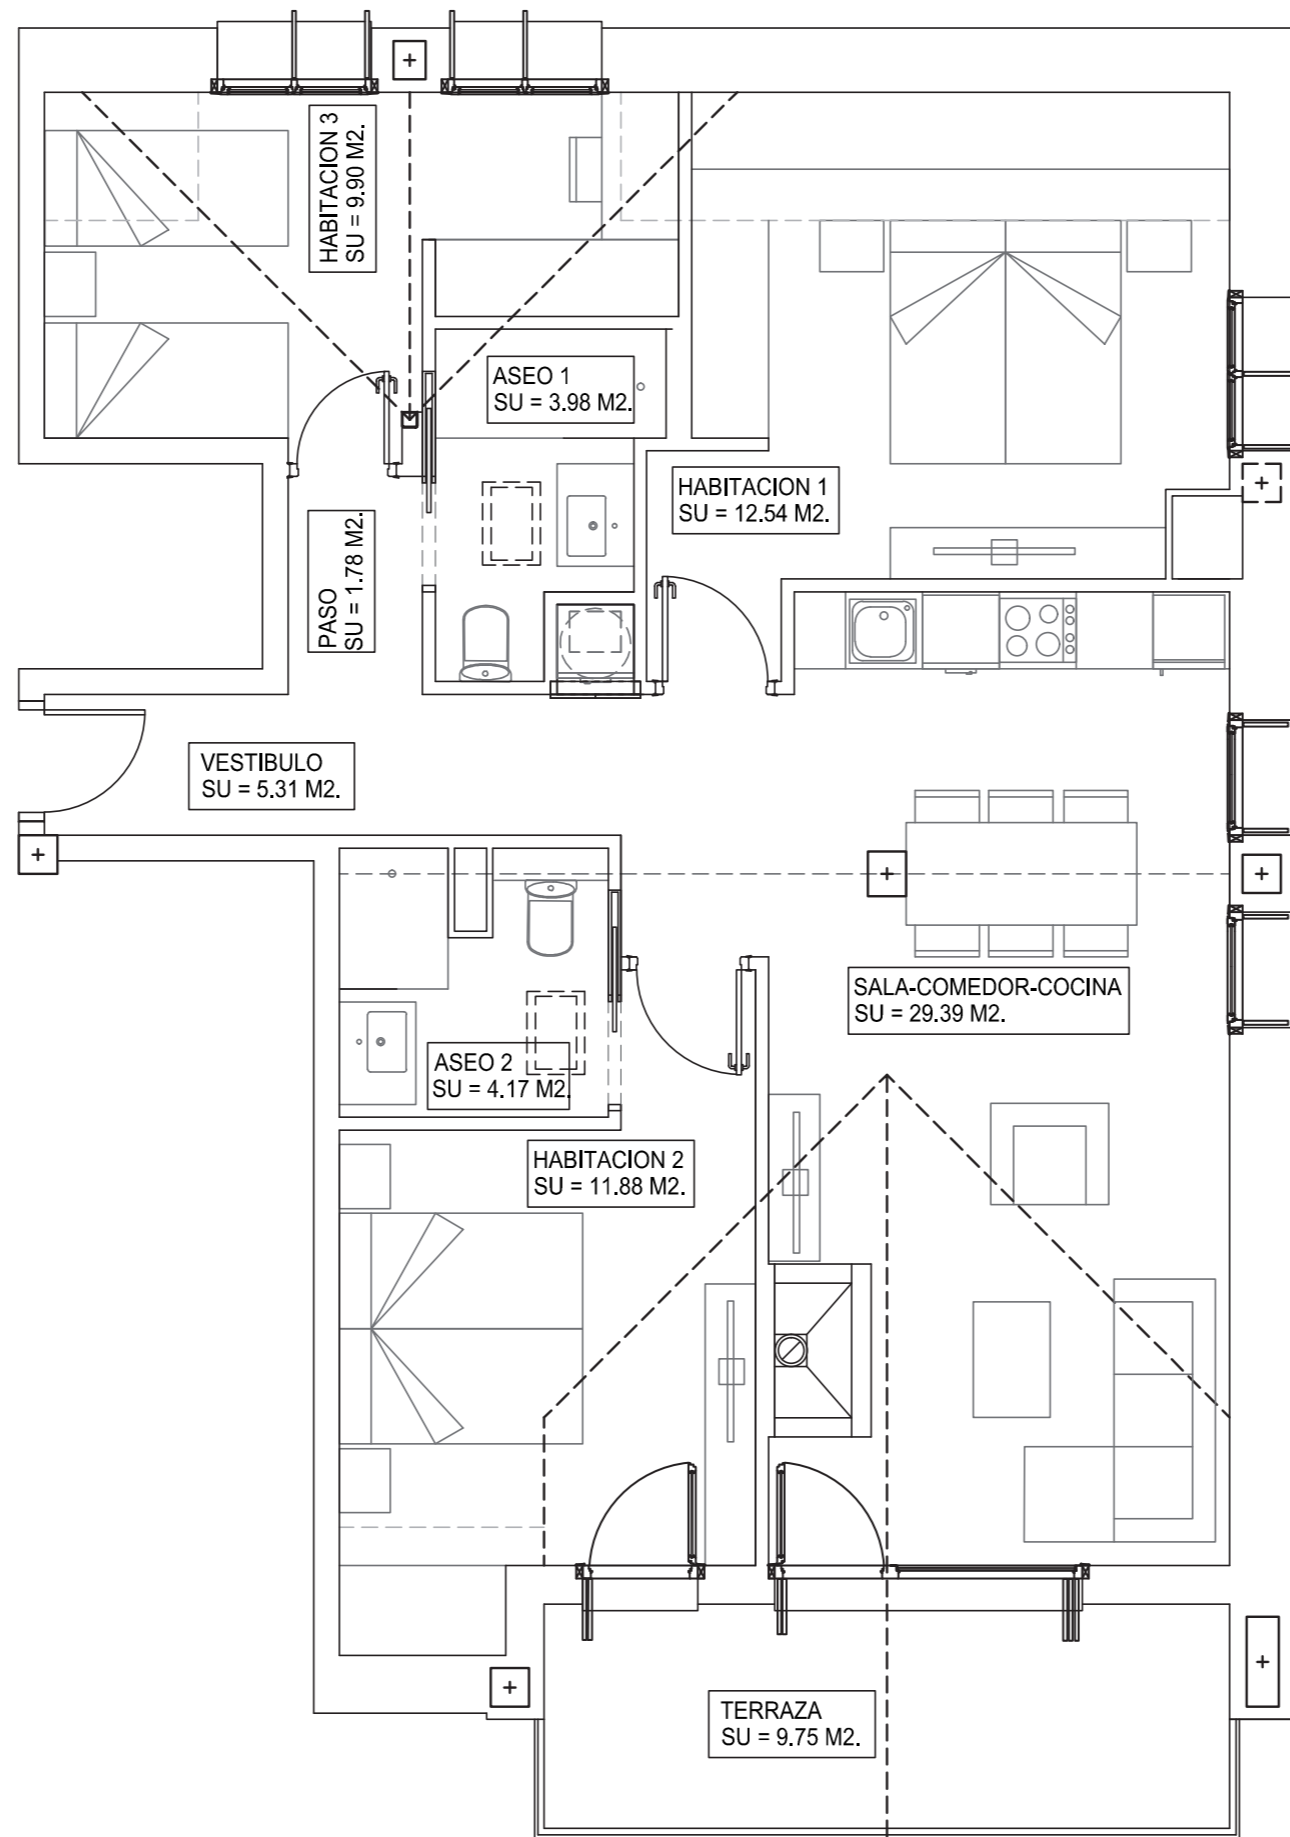 HABITACION 3
SU = 9.90 M2.
ASEO 1
SU = 3.98 M2.
HABITACION 1
SU = 12.54 M2.
PASO
SU = 1.78 M2.
VESTIBULO
SU = 5.31 M2.
SALA-COMEDOR-COCINA
SU = 29.39 M2.
ASEO 2
SU = 4.17 M2.
HABITACION 2
SU = 11.88 M2.
TERRAZA
SU = 9.75 M2.